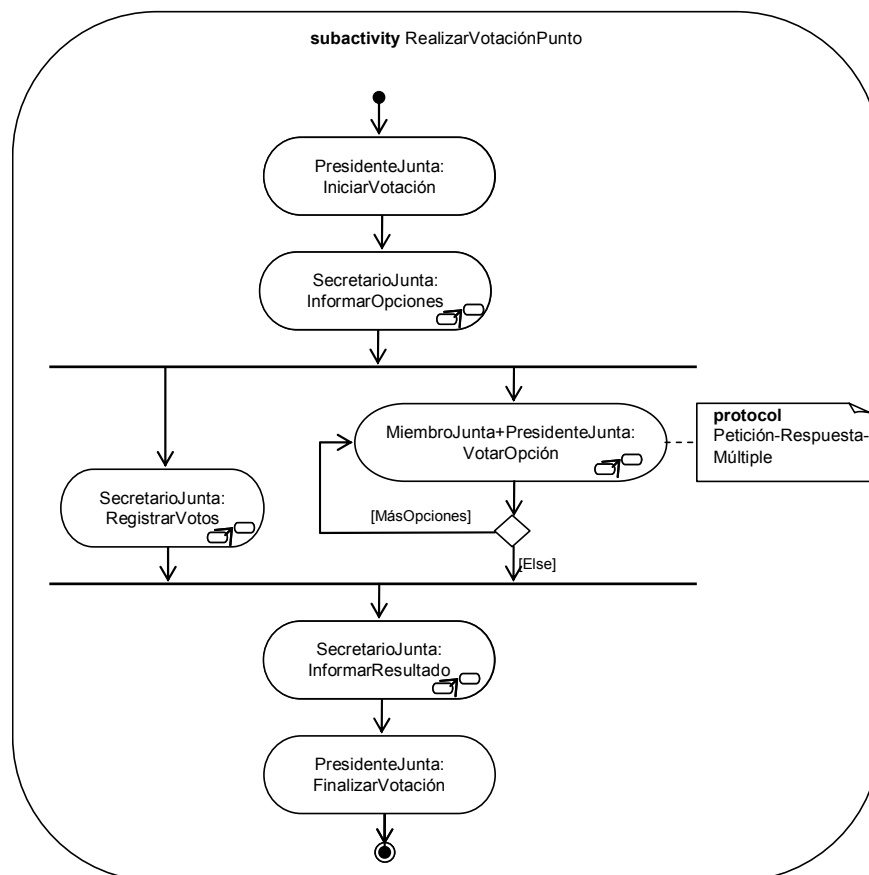 subactivity RealizarVotaciónPunto
PresidenteJunta:
IniciarVotación
SecretarioJunta:
InformarOpciones
MiembroJunta+PresidenteJunta:
VotarOpción
protocol
Petición-Respuesta-
Múltiple
SecretarioJunta:
RegistrarVotos
[MásOpciones]
[Else]
SecretarioJunta:
InformarResultado
PresidenteJunta:
FinalizarVotación